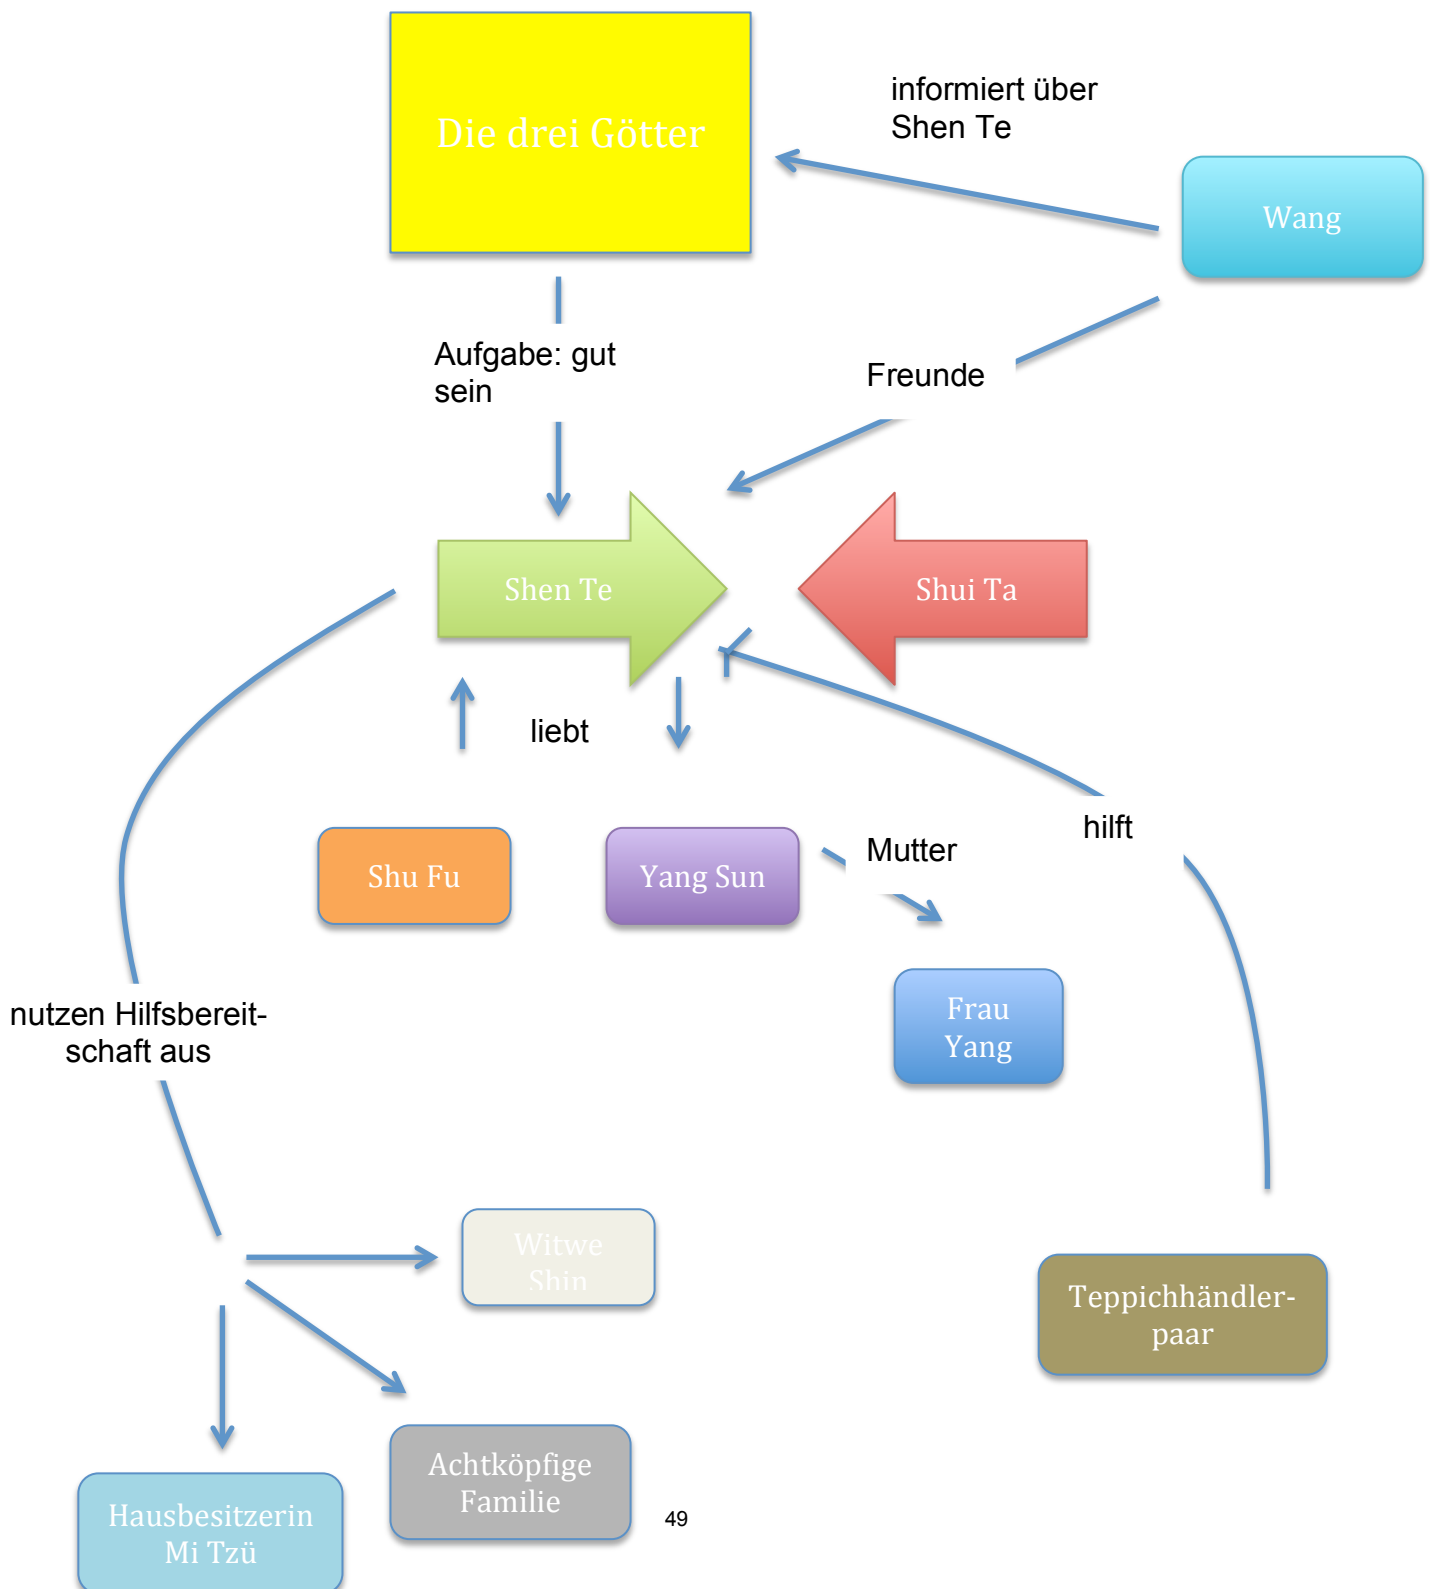 Die drei Götter
informiert über
Shen Te
Wang
Aufgabe: gut
sein
Freunde
Shen Te
Shui Ta
liebt
Shu Fu
Yang Sun
Mutter
hilft
Frau
Yang
nutzen Hilfsbereit-
schaft aus
Witwe
Shin
Teppichhändler-
paar
Achtköpfige
Familie
Hausbesitzerin
Mi Tzü
49